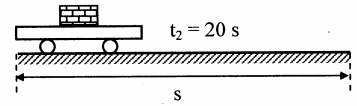 t₂ = 20 s
s